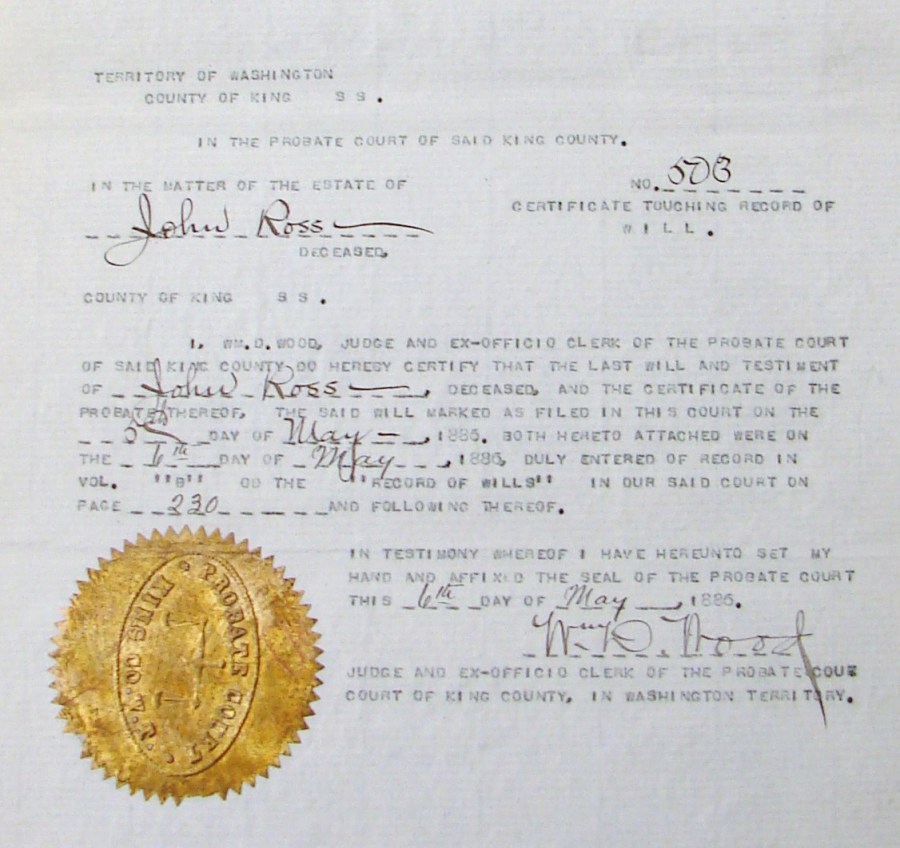 TERRITORY OF WASHINGTON
COUNTY OF KING S S .
IN THE PROBATE COURT OF SAID KING COUNTY.
IN THE MATTER OF THE ESTATE OF
NO. 503
John Ross
CERTIFICATE TOUCHING RECORD OF
W I L L .
DECEASED,
COUNTY OF KING S S .
I, WM.D.WOOD, JUDGE AND EX-OFFICIO CLERK OF THE PROBATE COURT
OF SAID KING COUNTY DO HEREBY CERTIFY THAT THE LAST WILL AND TESTIMENT
OF John Ross, DECEASED, AND THE CERTIFICATE OF THE
PROBATE THEREOF, THE SAID WILL MARKED AS FILED IN THIS COURT ON THE
DAY OF May, 1886. BOTH HERETO ATTACHED WERE ON
THE 6th DAY OF May, 1886, DULY ENTERED OF RECORD IN
VOL. ""B"" OD THE ""RECORD OF WILLS"" IN OUR SAID COURT ON
PAGE 230 AND FOLLOWING THEREOF.
IN TESTIMONY WHEREOF I HAVE HEREUNTO SET MY
HAND AND AFFIXD THE SEAL OF THE PROBATE COURT
THIS 6th DAY OF May, 1886.
Wm D Wood
JUDGE AND EX-OFFICIO CLERK OF THE PROBATE COUR
COURT OF KING COUNTY, IN WASHINGTON TERRITORY.
PROBATE COURT
KING CO. W.T.